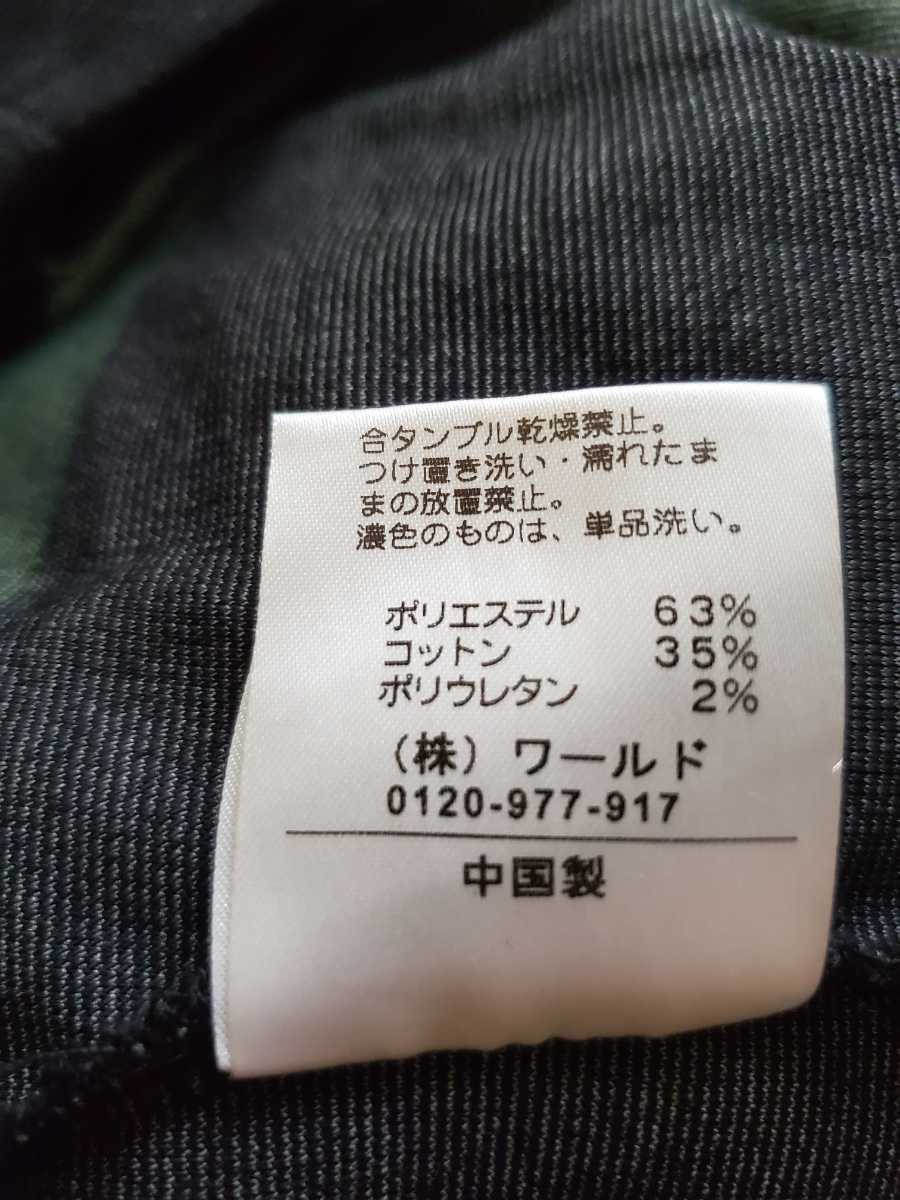 合タンブル乾燥禁止。
つけ置き洗い・濡れたま
まの放置禁止。
濃色のものは、単品洗い。
ポリエステル 63%
コットン 35%
ポリウレタン 2%
(株)ワールド
0120-977-917
中国製